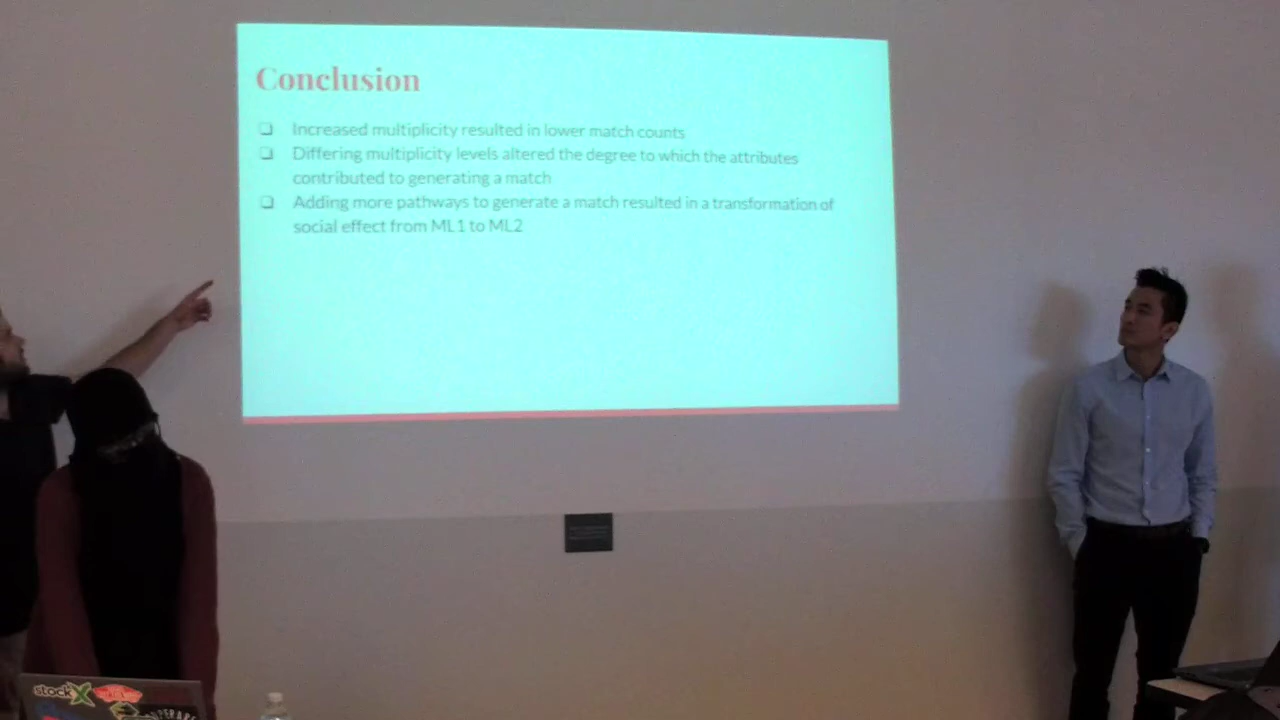 Conclusion
❏ Increased multiplicity resulted in lower match counts
❏ Differing multiplicity levels altered the degree to which the attributes
contributed to generating a match
❏ Adding more pathways to generate a match resulted in a transformation of
social effect from ML1 to ML2
stockX